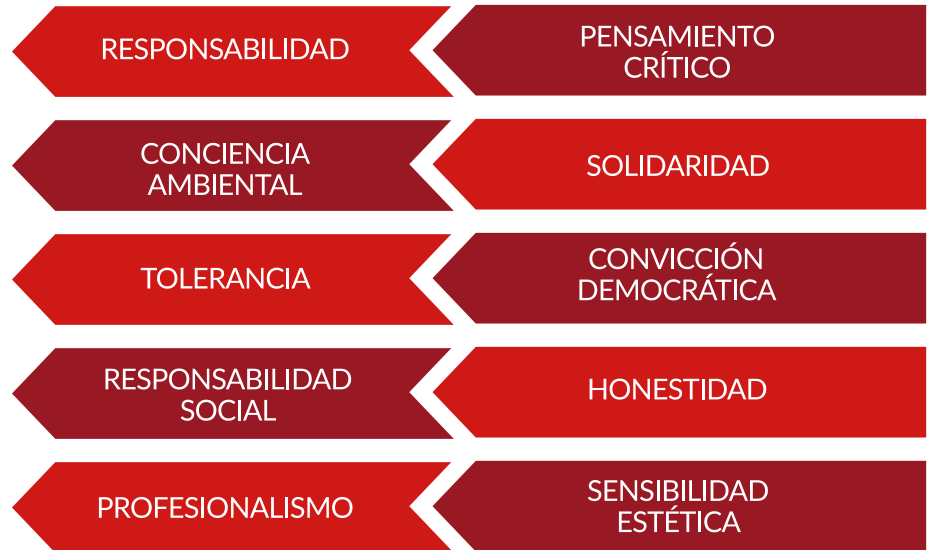 RESPONSABILIDAD
PENSAMIENTO
CRÍTICO
CONCIENCIA
AMBIENTAL
SOLIDARIDAD
TOLERANCIA
CONVICCIÓN
DEMOCRÁTICA
RESPONSABILIDAD
SOCIAL
HONESTIDAD
PROFESIONALISMO
SENSIBILIDAD
ESTÉTICA